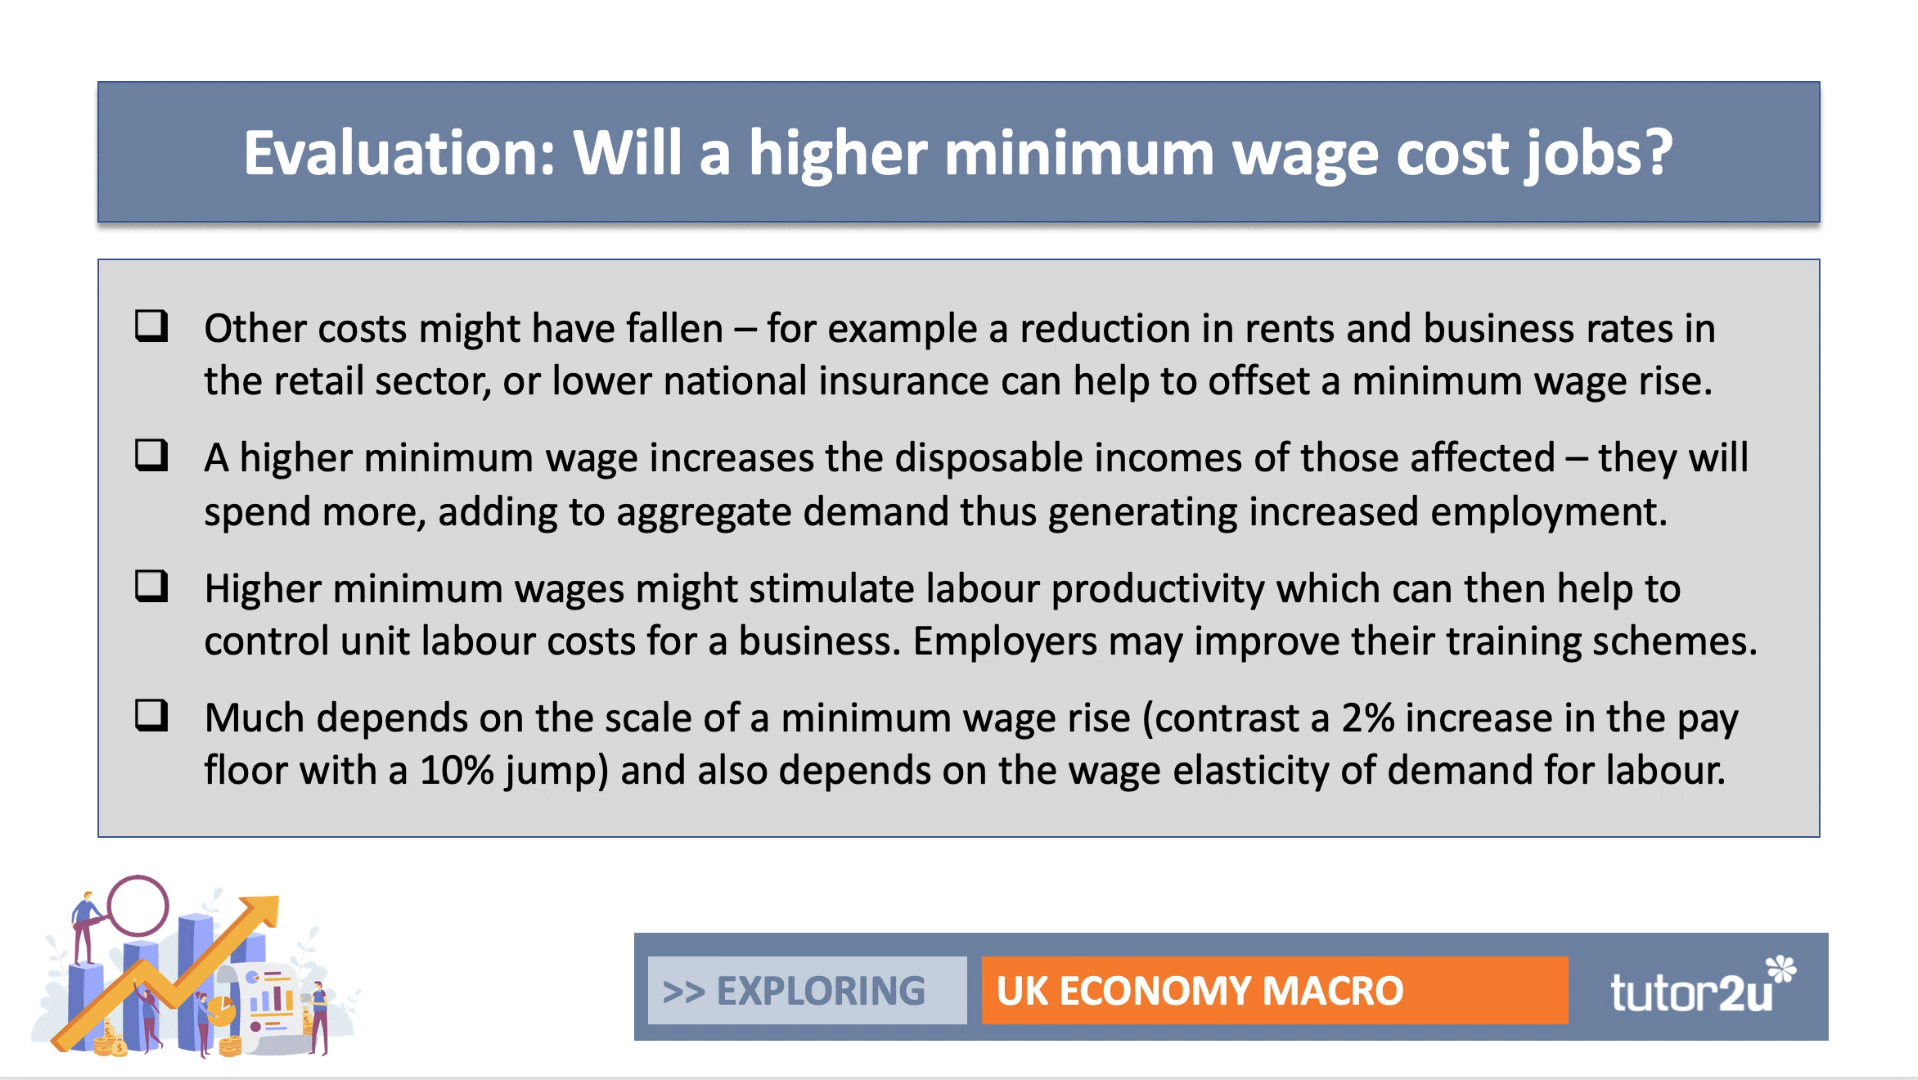 Evaluation: Will a higher minimum wage cost jobs?
Other costs might have fallen – for example a reduction in rents and business rates in
the retail sector, or lower national insurance can help to offset a minimum wage rise.
A higher minimum wage increases the disposable incomes of those affected – they will
spend more, adding to aggregate demand thus generating increased employment.
Higher minimum wages might stimulate labour productivity which can then help to
control unit labour costs for a business. Employers may improve their training schemes.
Much depends on the scale of a minimum wage rise (contrast a 2% increase in the pay
floor with a 10% jump) and also depends on the wage elasticity of demand for labour.
>> EXPLORING
UK ECONOMY MACRO
tutor2u